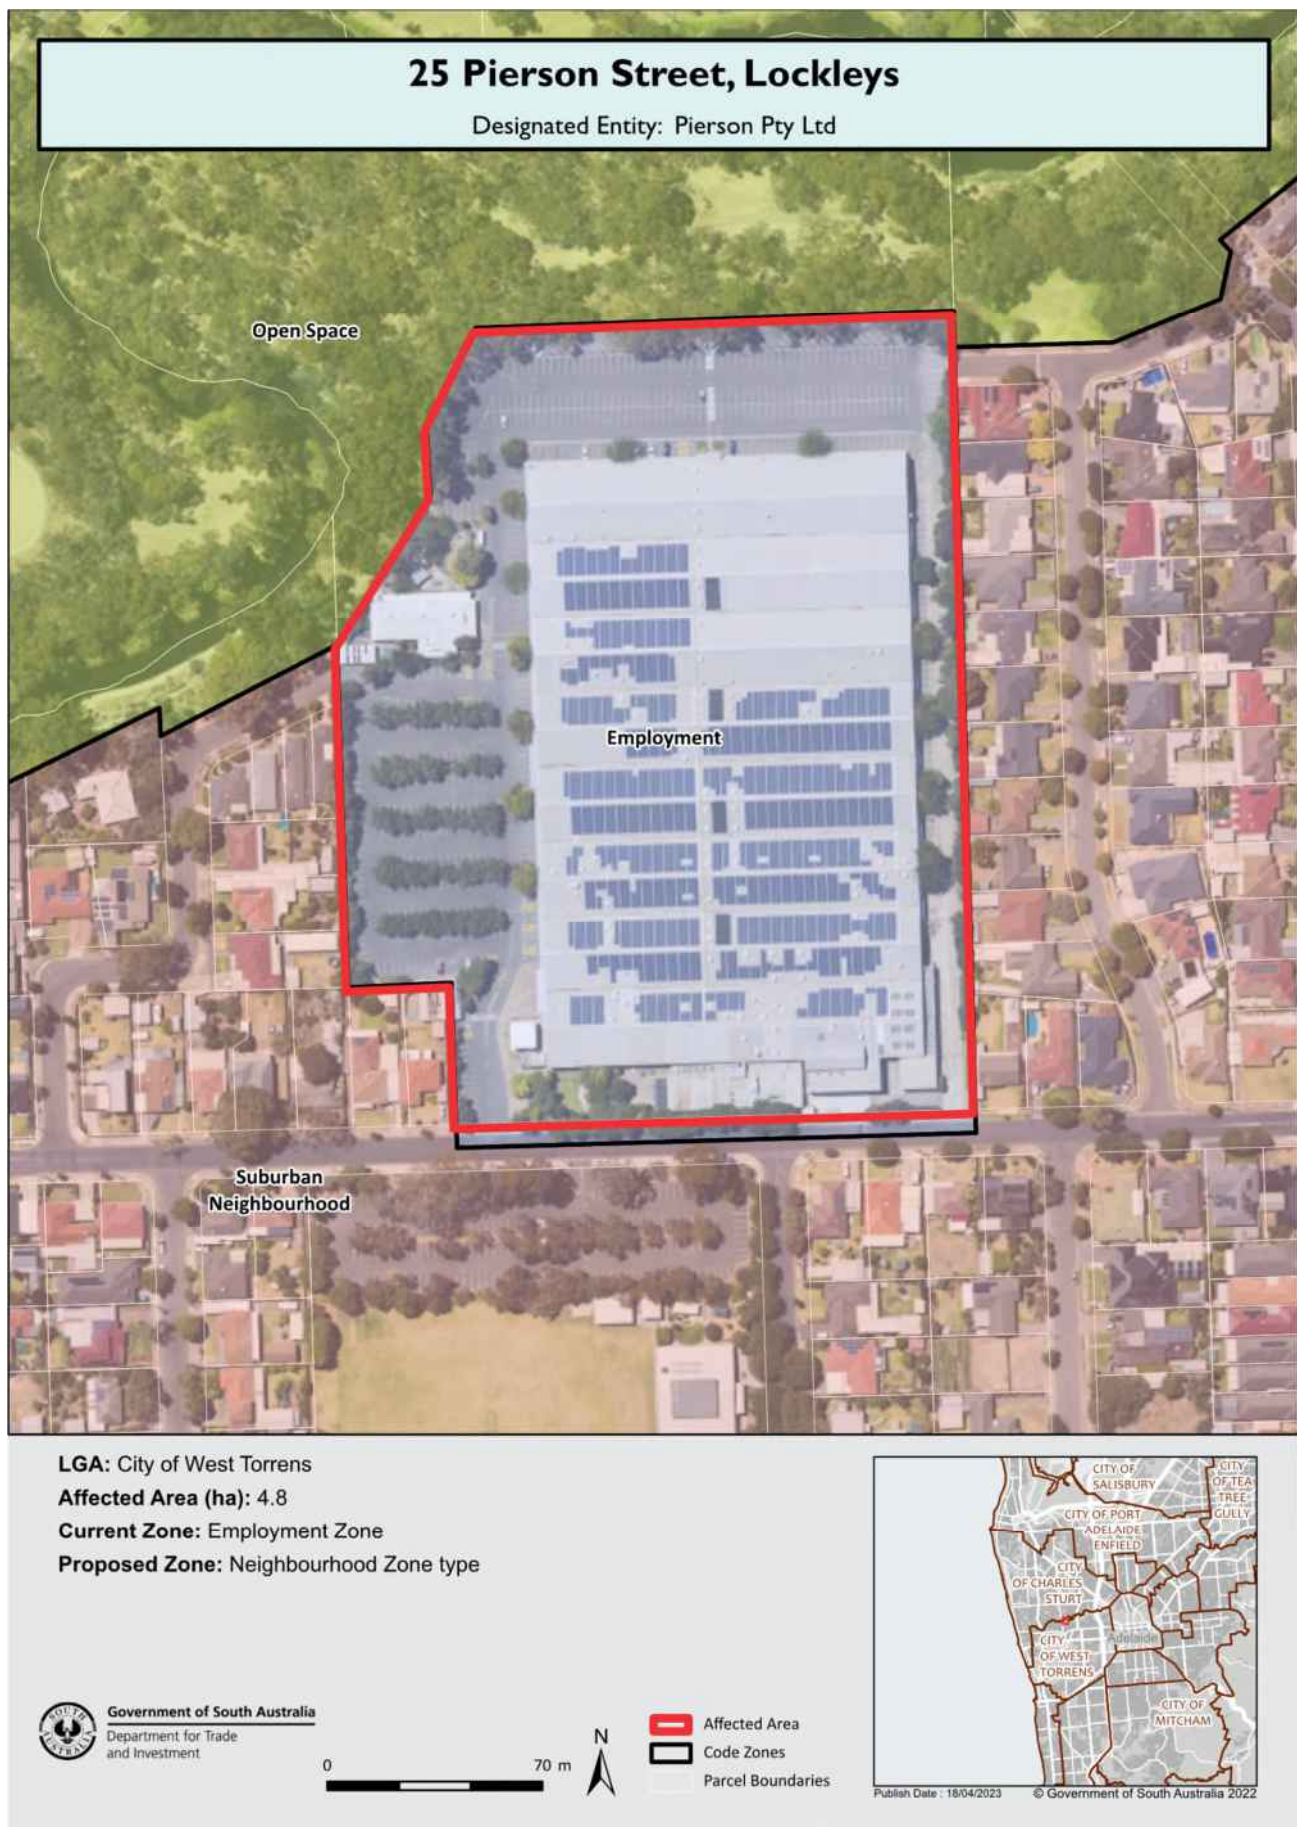 25 Pierson Street, Lockleys
Designated Entity: Pierson Pty Ltd
Open Space
Employment
Suburban
Neighbourhood
LGA: City of West Torrens
Affected Area (ha): 4.8
Current Zone: Employment Zone
Proposed Zone: Neighbourhood Zone type
SOUTH
AUSTRALIA
Government of South Australia
Department for Trade
and Investment
0
70 m
N
Affected Area
Code Zones
Parcel Boundaries
CITY OF
SALISBURY
CITY
OF TEA
TREE
GULLY
CITY OF PORT
ADELAIDE
ENFIELD
CITY
OF CHARLES
STURT
Adelaide
CITY
OF WEST
TORRENS
CITY OF
MITCHAM
Publish Date : 18/04/2023
© Government of South Australia 2022